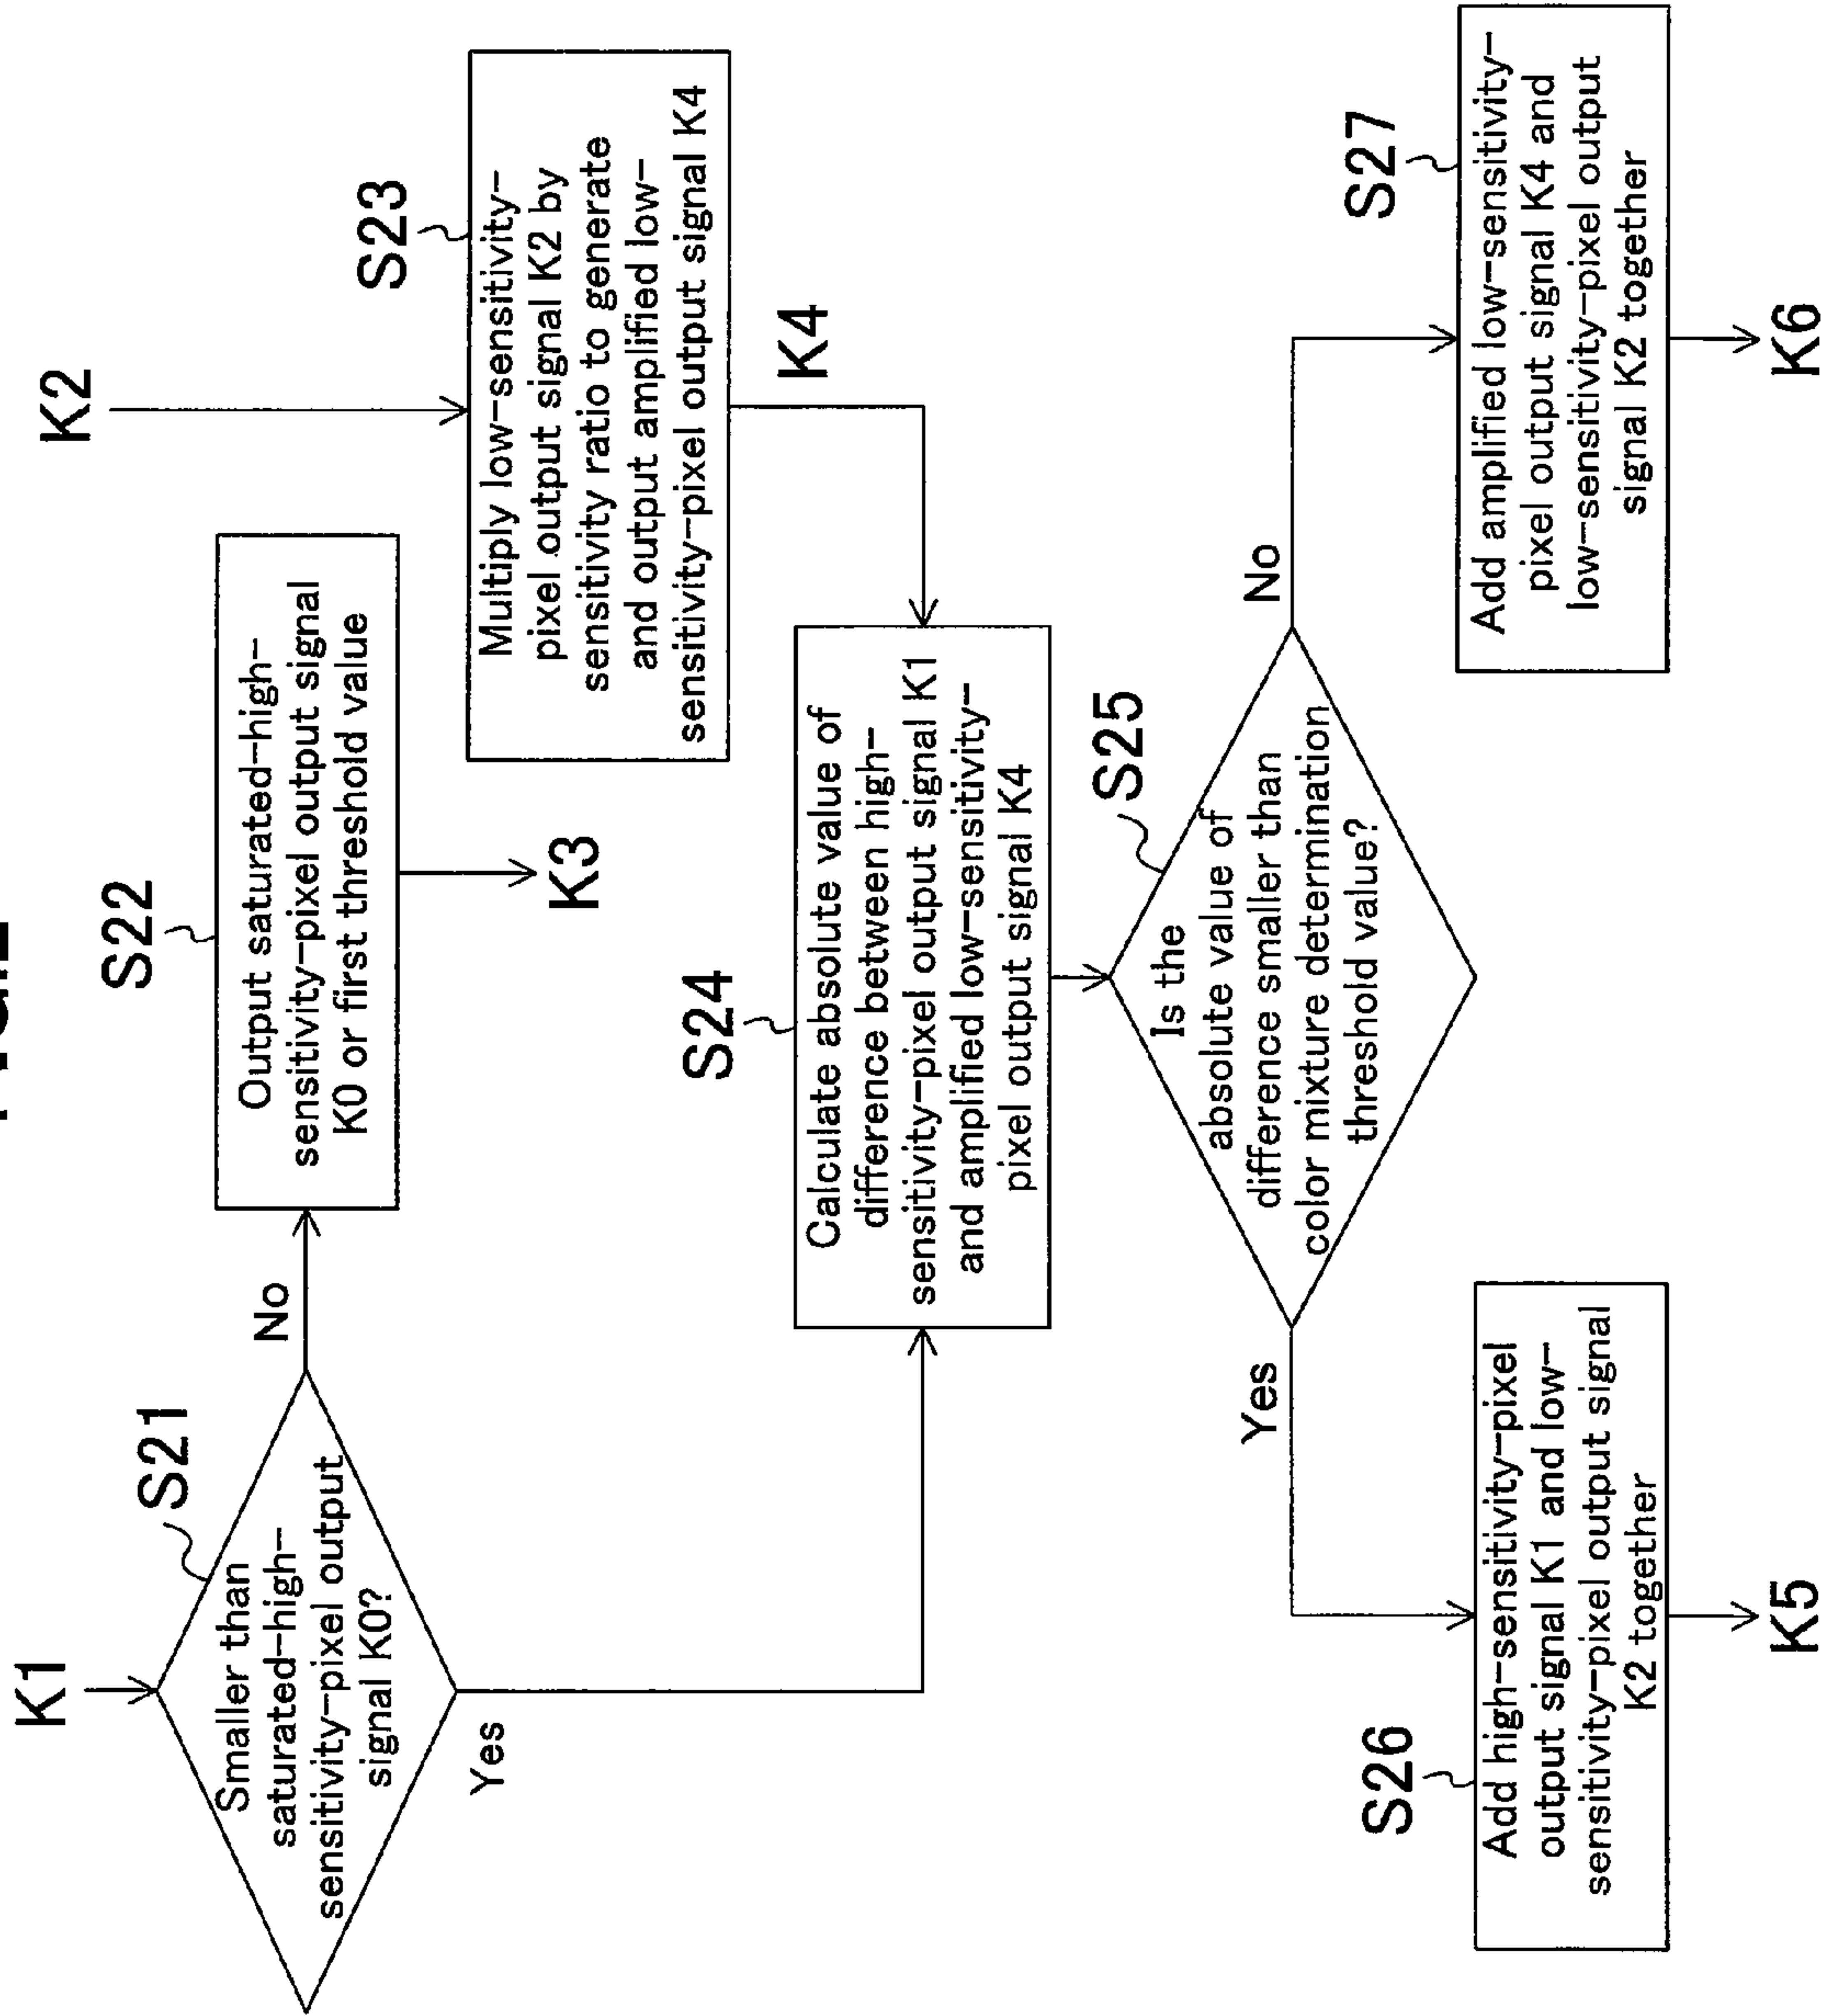 K1
K2
S21
Smaller than
saturated-high-
sensitivity-pixel output
signal K0?
No
Yes
S22
Output saturated-high-
sensitivity-pixel output signal
K0 or first threshold value
K3
S23
Multiply low-sensitivity-
pixel output signal K2 by
sensitivity ratio to generate
and output amplified low-
sensitivity-pixel output signal K4
K4
S24
Calculate absolute value of
difference between high-
sensitivity-pixel output signal K1
and amplified low-sensitivity-
pixel output signal K4
S25
Is the
absolute value of
difference smaller than
color mixture determination
threshold value?
Yes
No
S26
Add high-sensitivity-pixel
output signal K1 and low-
sensitivity-pixel output signal
K2 together
K5
S27
Add amplified low-sensitivity-
pixel output signal K4 and
low-sensitivity-pixel output
signal K2 together
K6